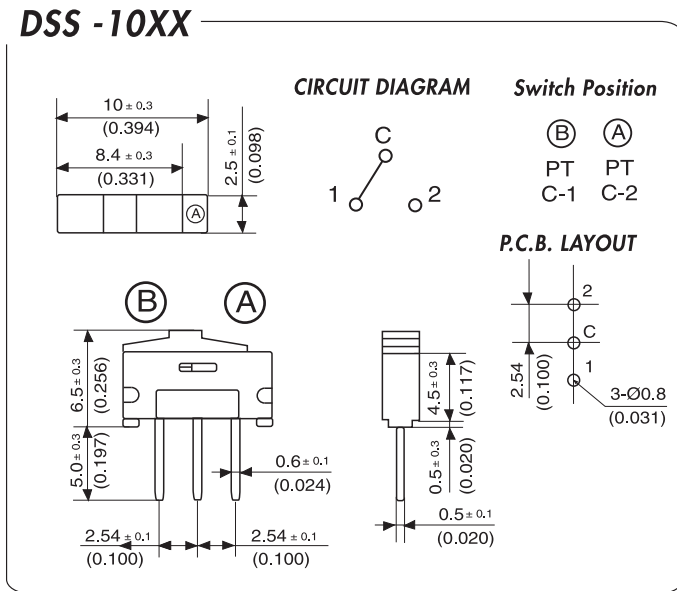 DSS -10XX
10 ± 0.3
(0.394)
8.4 ± 0.3
(0.331)
2.5 ± 0.1
(0.098)
A
CIRCUIT DIAGRAM
C
1
2
Switch Position
B A
PT PT
C-1 C-2
P.C.B. LAYOUT
2
C
1
2.54
(0.100)
3-Ø0.8
(0.031)
B A
6.5 ± 0.3
(0.256)
5.0 ± 0.3
(0.197)
0.6 ± 0.1
(0.024)
2.54 ± 0.1
(0.100)
2.54 ± 0.1
(0.100)
4.5 ± 0.3
(0.117)
0.5 ± 0.3
(0.020)
0.5 ± 0.1
(0.020)